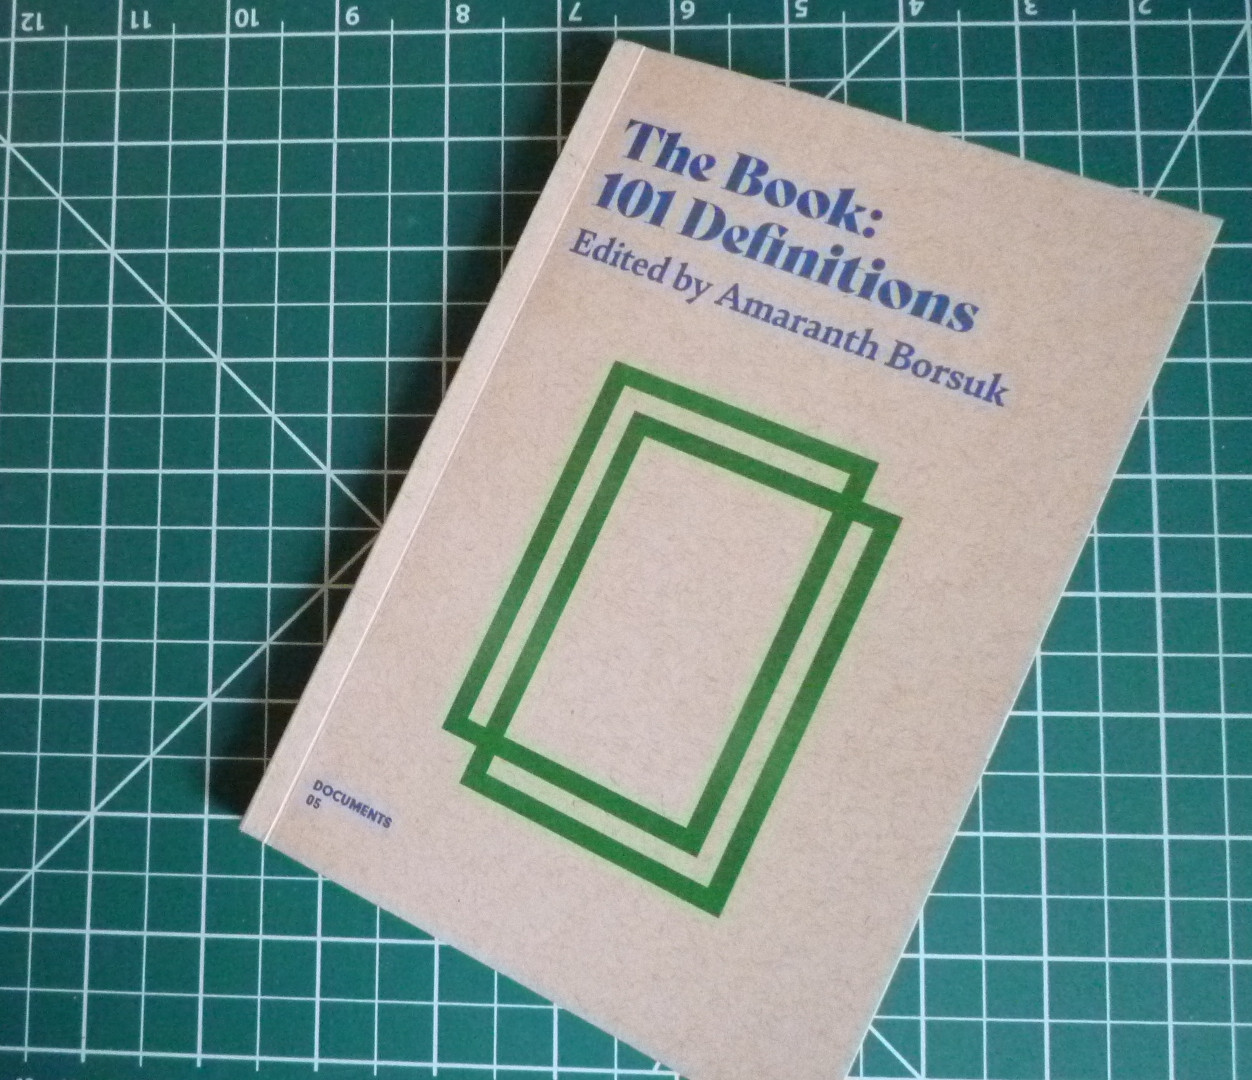 12 11 10 9 8 7 6 5 4 3 2
The Book:
101 Definitions
Edited by Amaranth Borsuk
DOCUMENTS
05